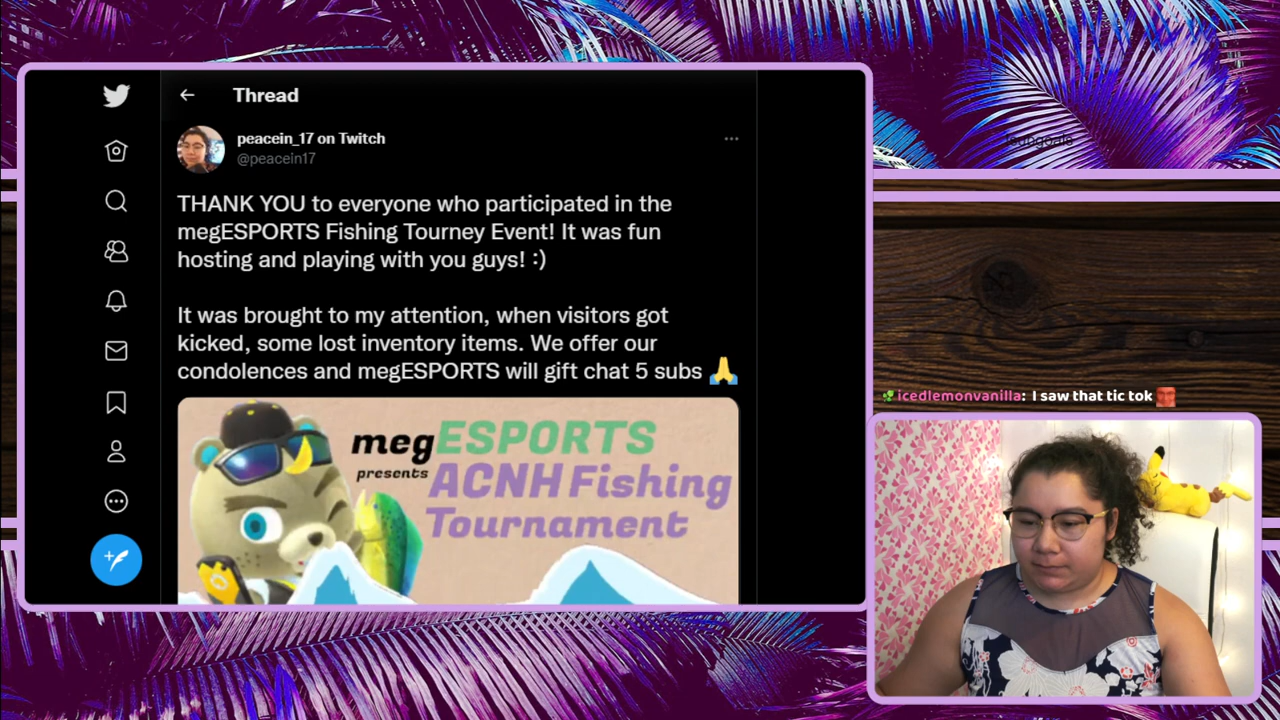 Thread
peacein_17 on Twitch
@peacein17
THANK YOU to everyone who participated in the
megESPORTS Fishing Tourney Event! It was fun
hosting and playing with you guys! :)
It was brought to my attention, when visitors got
kicked, some lost inventory items. We offer our
condolences and megESPORTS will gift chat 5 subs 🙏
megESPORTS
presents ACNH Fishing
Tournament
icedlemonvanilla: I saw that tic tok